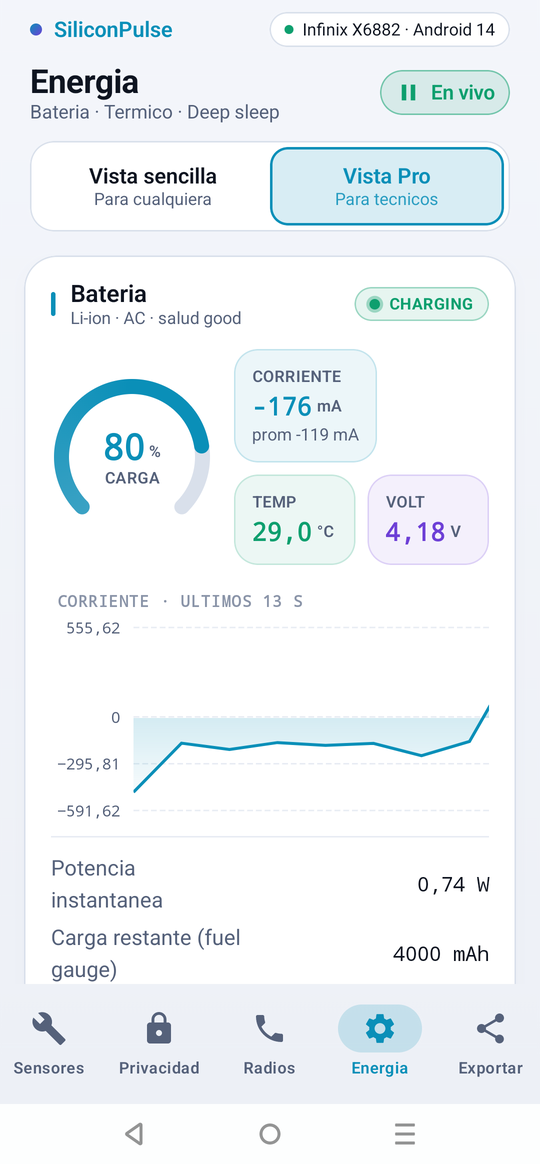 SiliconPulse
Infinix X6882 · Android 14
Energia
Bateria · Termico · Deep sleep
En vivo
Vista sencilla
Para cualquiera
Vista Pro
Para tecnicos
Bateria
Li-ion · AC · salud good
CHARGING
80 %
CARGA
CORRIENTE
-176 mA
prom -119 mA
TEMP
29,0 °C
VOLT
4,18 V
CORRIENTE · ULTIMOS 13 S
555,62
0
−295,81
−591,62
Potencia
instantanea
0,74 W
Carga restante (fuel
gauge)
4000 mAh
Sensores
Privacidad
Radios
Energia
Exportar